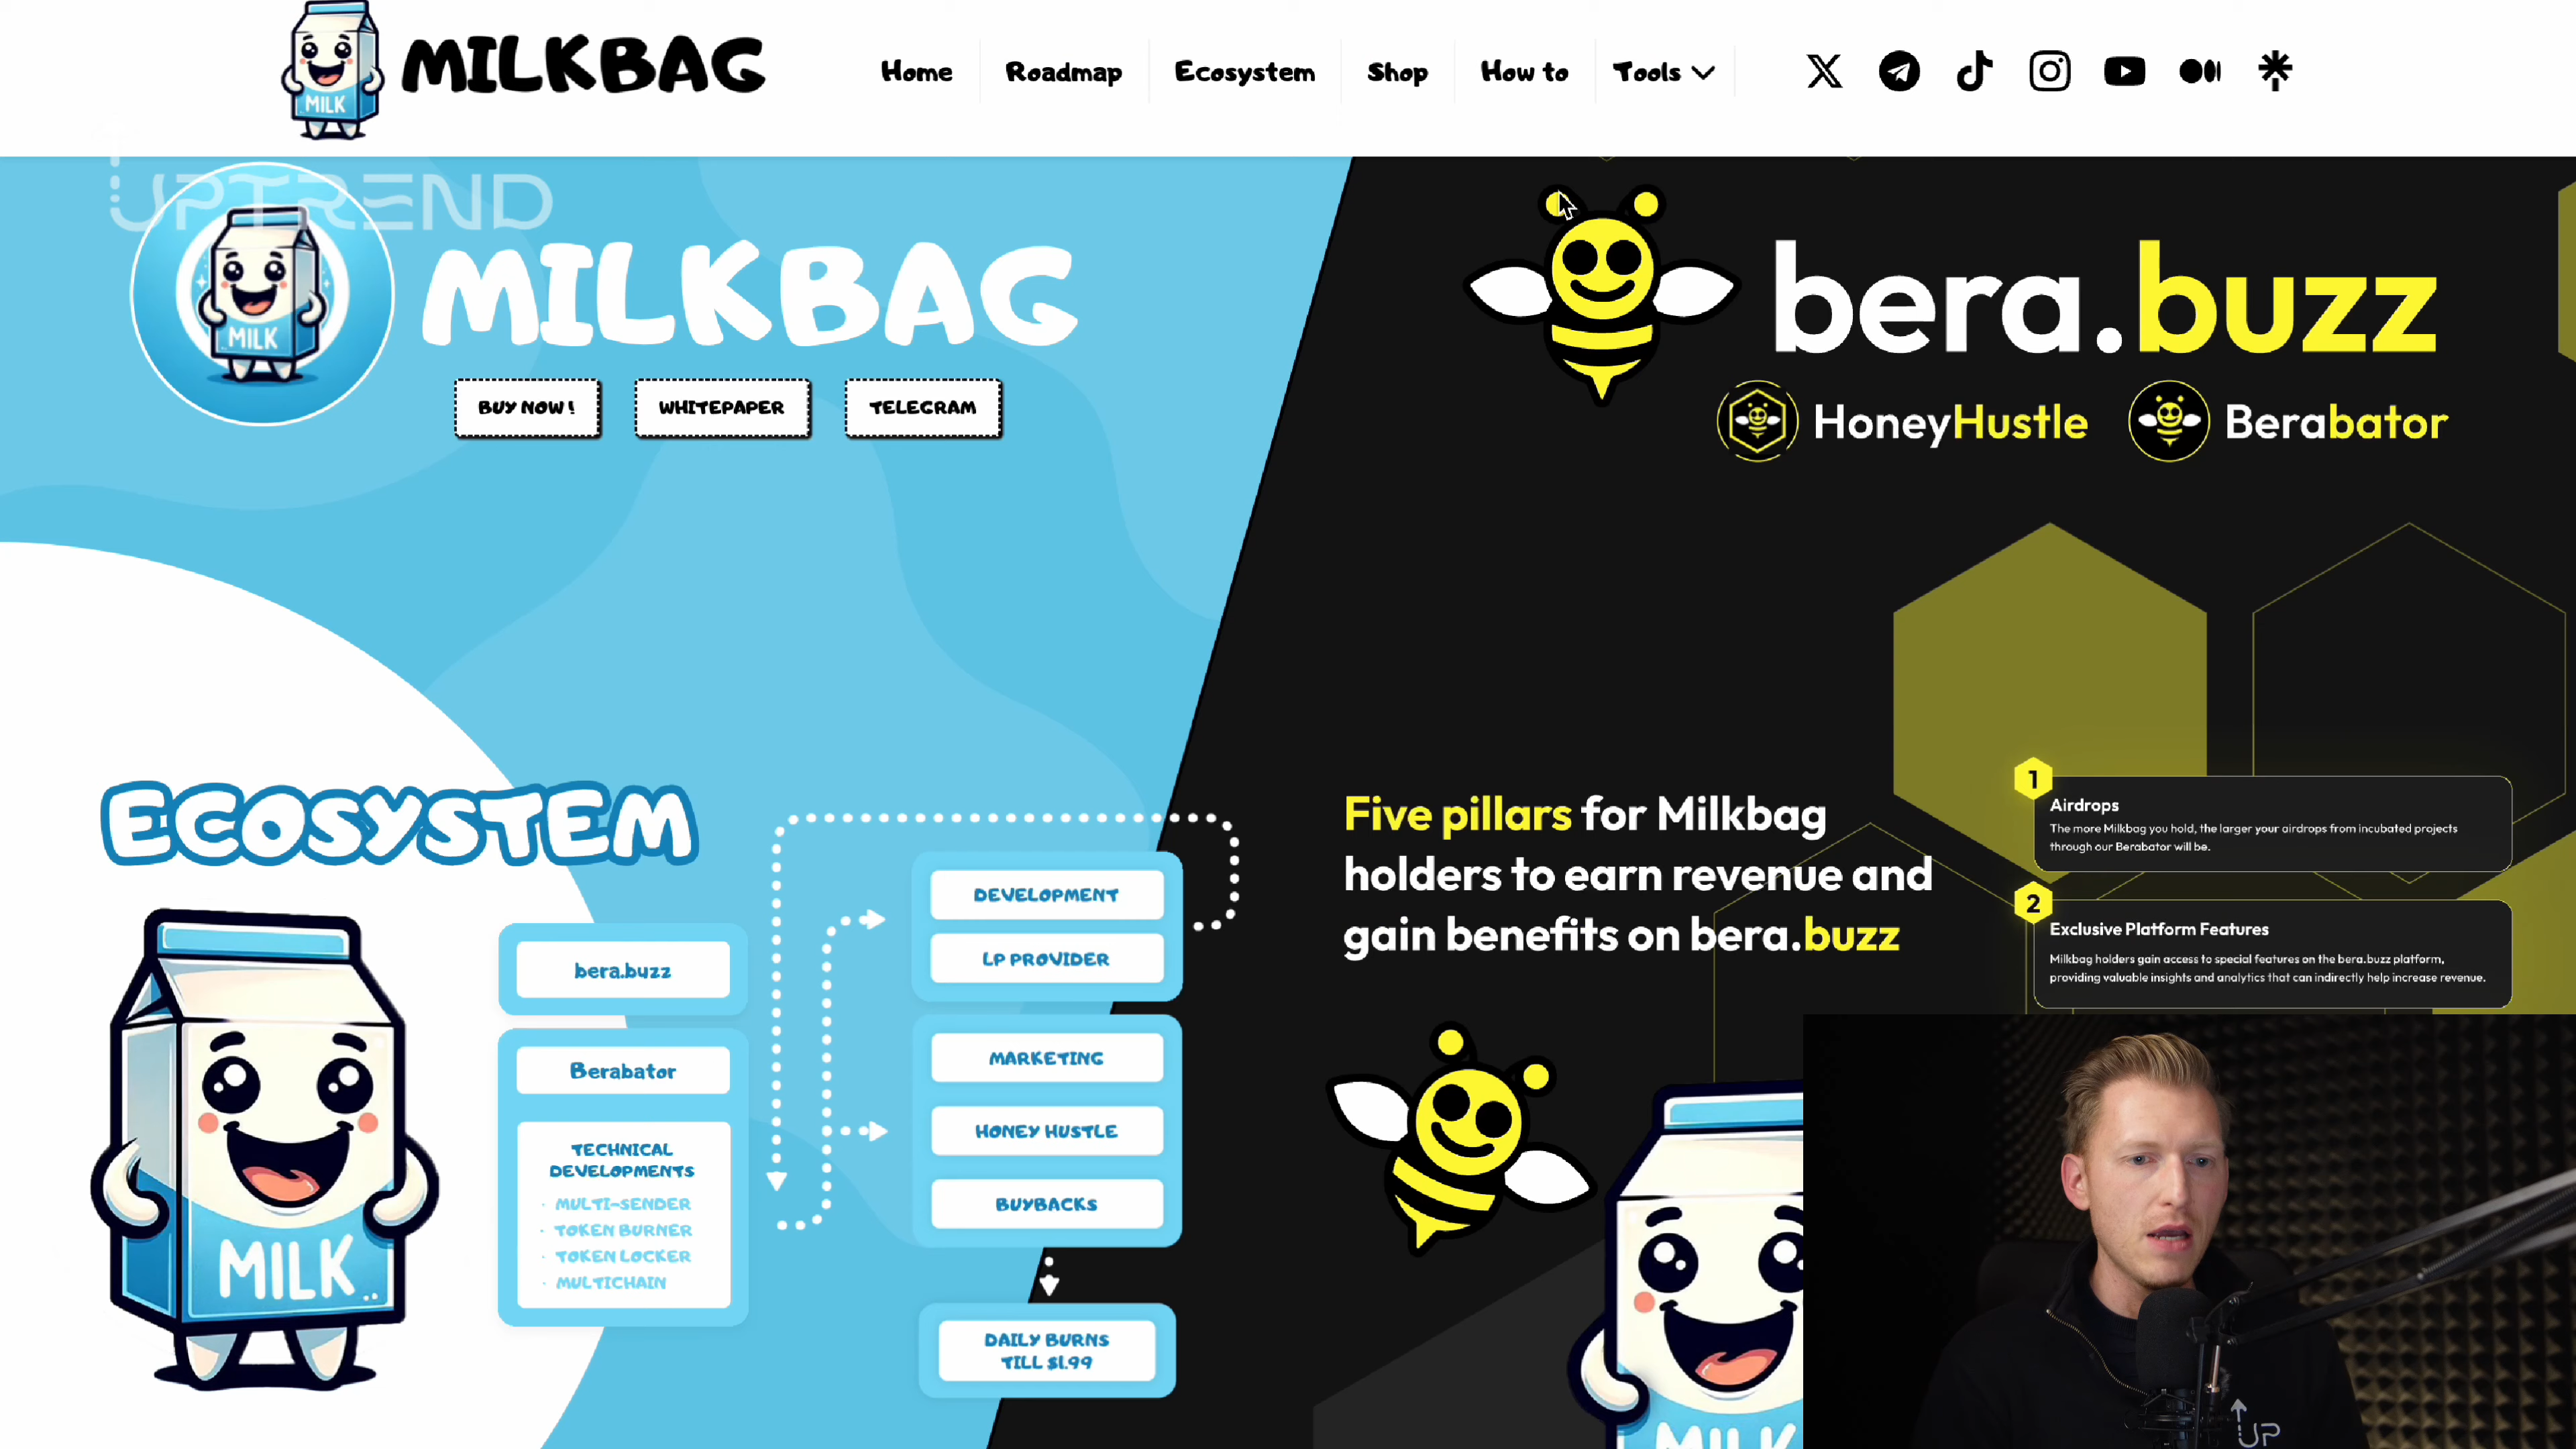 MILK
MILKBAG
Home
Roadmap
Ecosystem
Shop
How to
Tools
UPTREND
MILK
MILKBAG
BUY NOW!
WHITEPAPER
TELEGRAM
bera.buzz
HoneyHustle
Berabator
ECOSYSTEM
MILK
bera.buzz
Berabator
TECHNICAL
DEVELOPMENTS
· MULTI-SENDER
· TOKEN BURNER
· TOKEN LOCKER
· MULTICHAIN
DEVELOPMENT
LP PROVIDER
MARKETING
HONEY HUSTLE
BUYBACKS
DAILY BURNS
TILL $1.99
Five pillars for Milkbag
holders to earn revenue and
gain benefits on bera.buzz
1
Airdrops
The more Milkbag you hold, the larger your airdrops from incubated projects
through our Berabator will be.
2
Exclusive Platform Features
Milkbag holders gain access to special features on the bera.buzz platform,
providing valuable insights and analytics that can indirectly help increase revenue.
MILK
UP